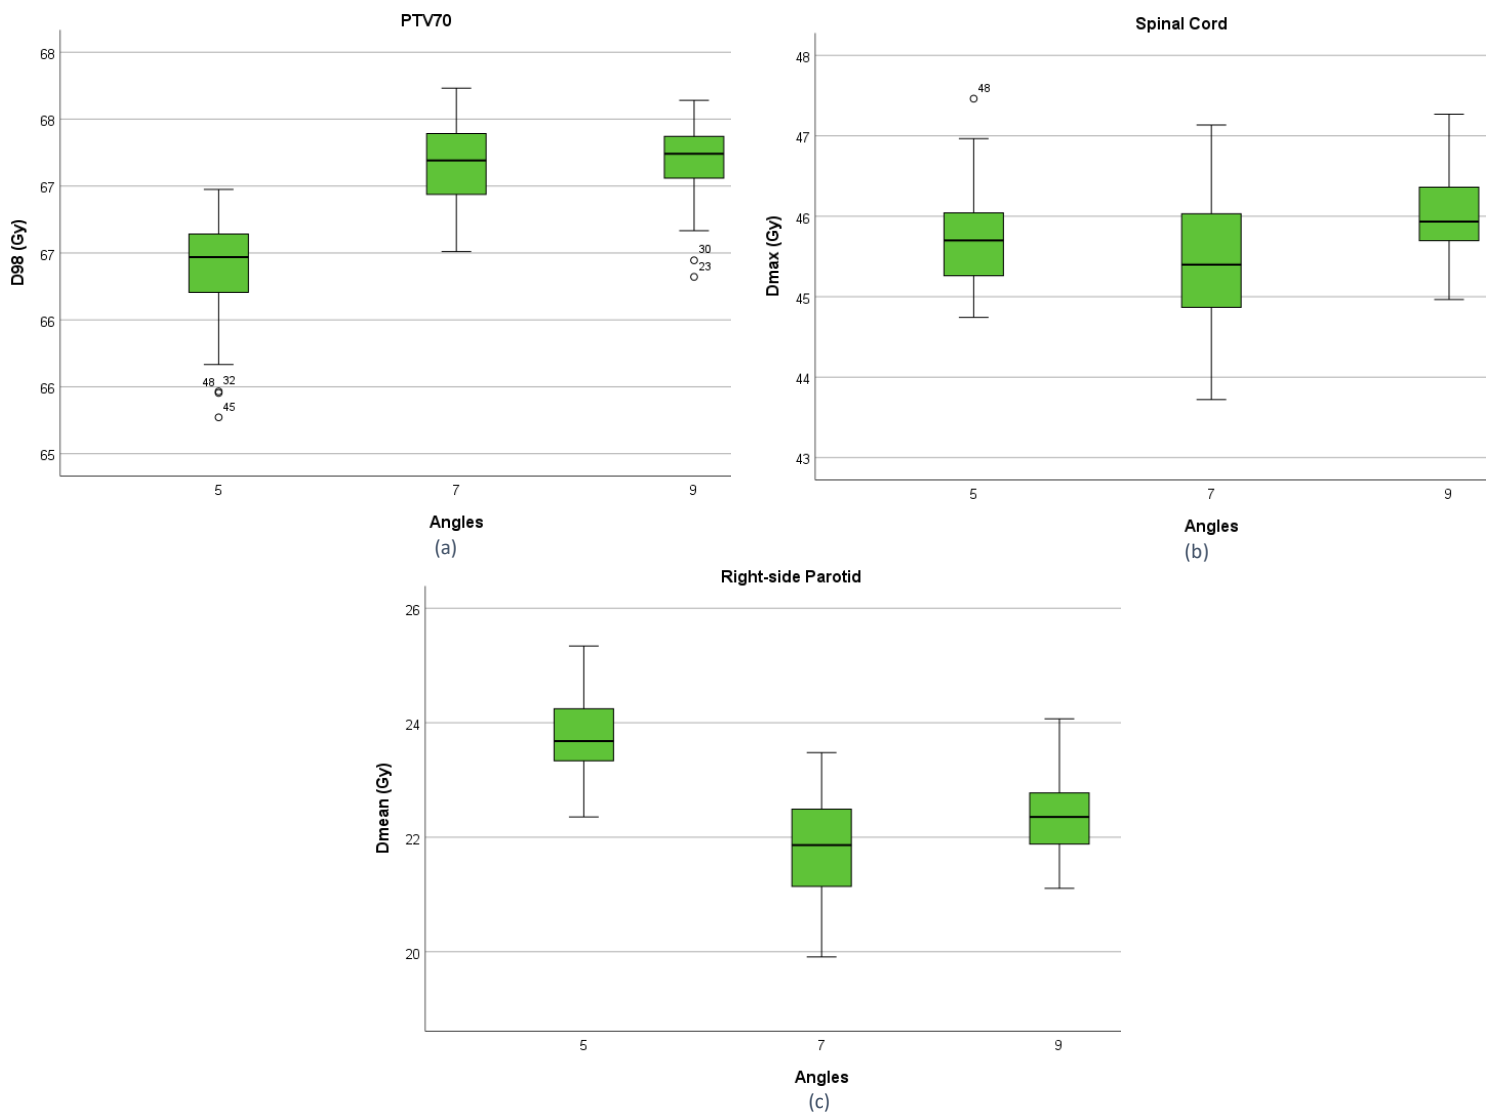 PTV70
68
68
67
67
66
66
65
D98 (Gy)
30
23
48 32
45
5 7 9
Angles
(a)
Spinal Cord
48
47
46
45
44
43
Dmax (Gy)
48
5 7 9
Angles
(b)
Right-side Parotid
26
24
22
20
Dmean (Gy)
5 7 9
Angles
(c)